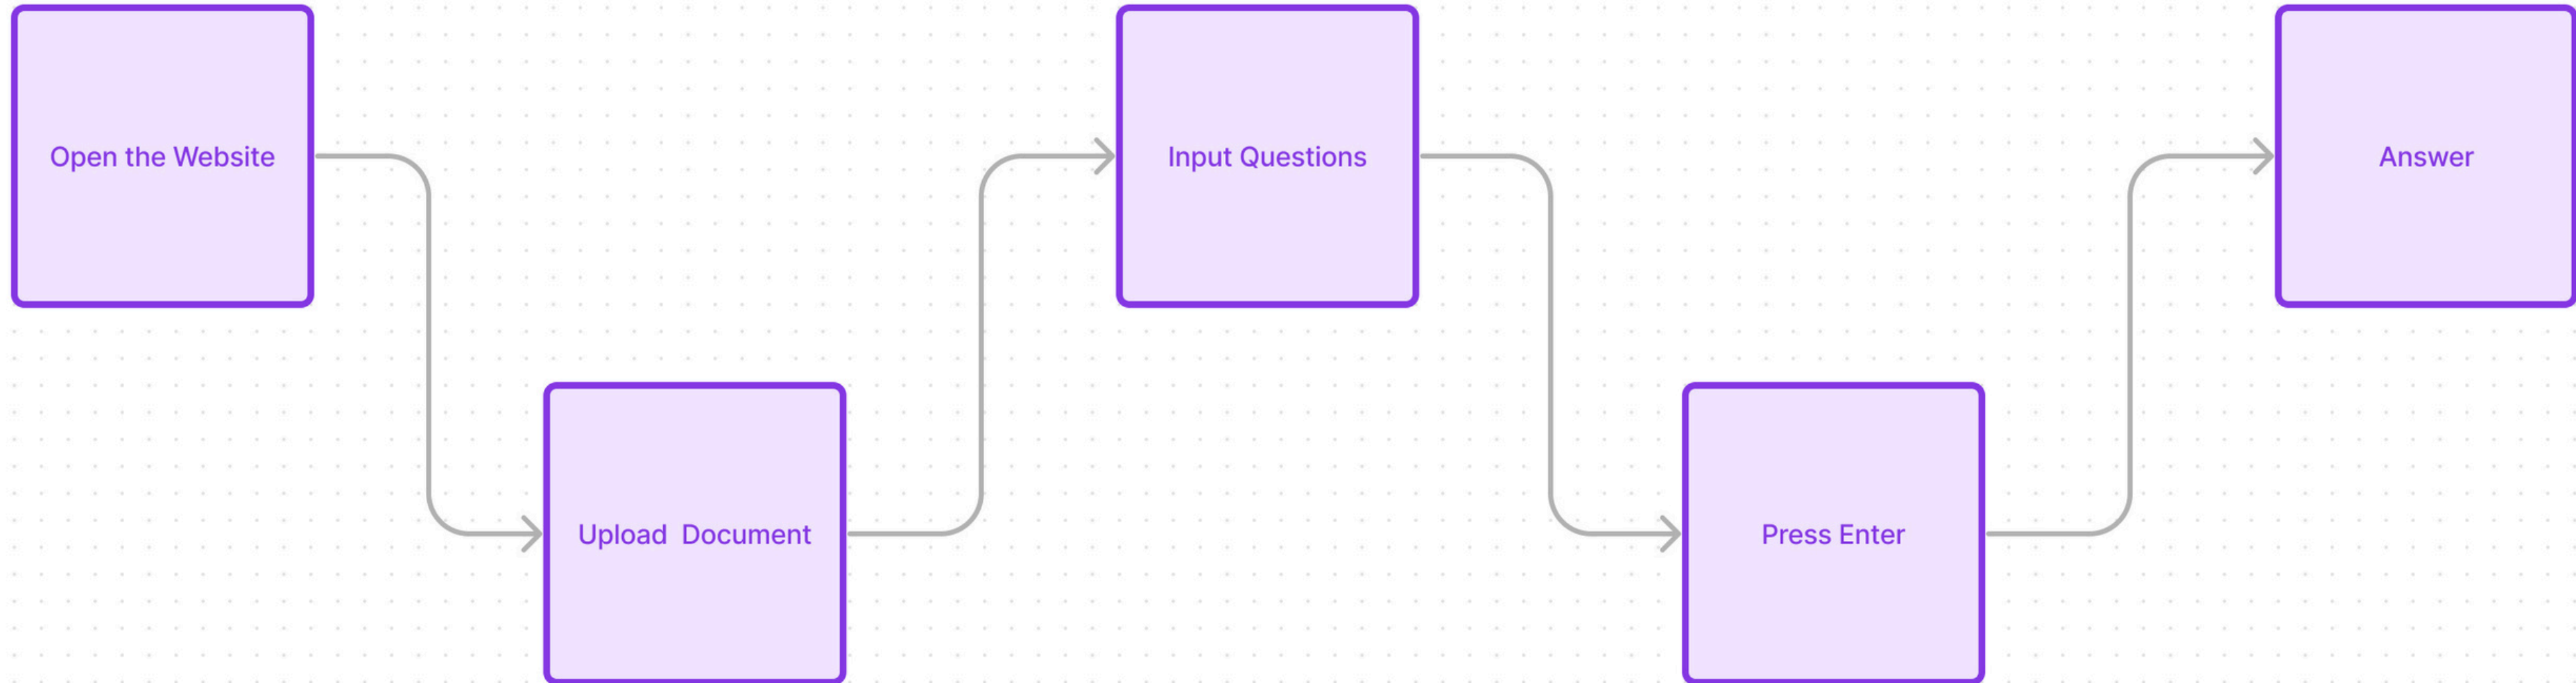 Open the Website
Upload  Document
Input Questions
Press Enter
Answer